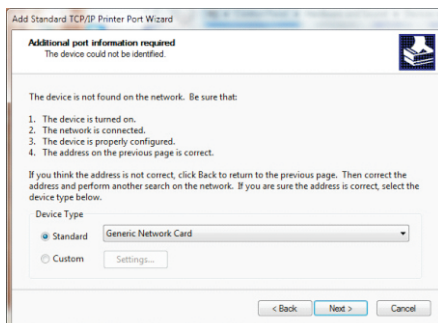 Add Standard TCP/IP Printer Port Wizard
Additional port information required
The device could not be identified.
The device is not found on the network. Be sure that:
1. The device is turned on.
2. The network is connected.
3. The device is properly configured.
4. The address on the previous page is correct.
If you think the address is not correct, click Back to return to the previous page. Then correct the
address and perform another search on the network. If you are sure the address is correct, select the
device type below.
Device Type
Standard
Generic Network Card
Custom
Settings...
< Back
Next >
Cancel